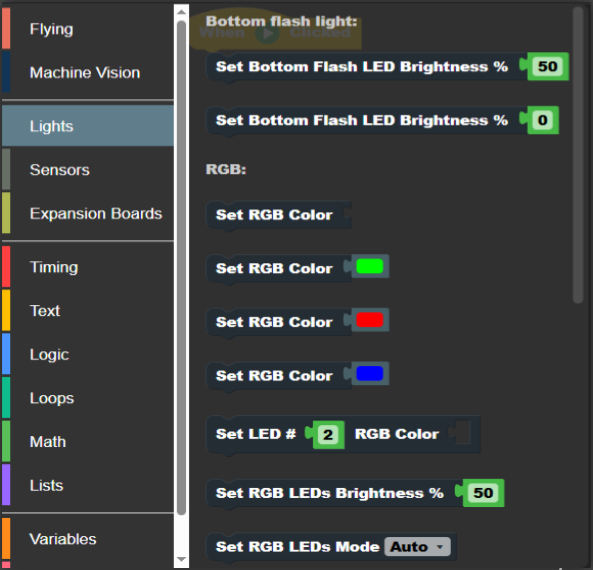 Flying
Machine Vision
Lights
Sensors
Expansion Boards
Timing
Text
Logic
Loops
Math
Lists
Variables
Bottom flash light:
When Clicked
Set Bottom Flash LED Brightness % 50
Set Bottom Flash LED Brightness % 0
RGB:
Set RGB Color
Set RGB Color
Set RGB Color
Set RGB Color
Set LED # 2 RGB Color
Set RGB LEDs Brightness % 50
Set RGB LEDs Mode Auto